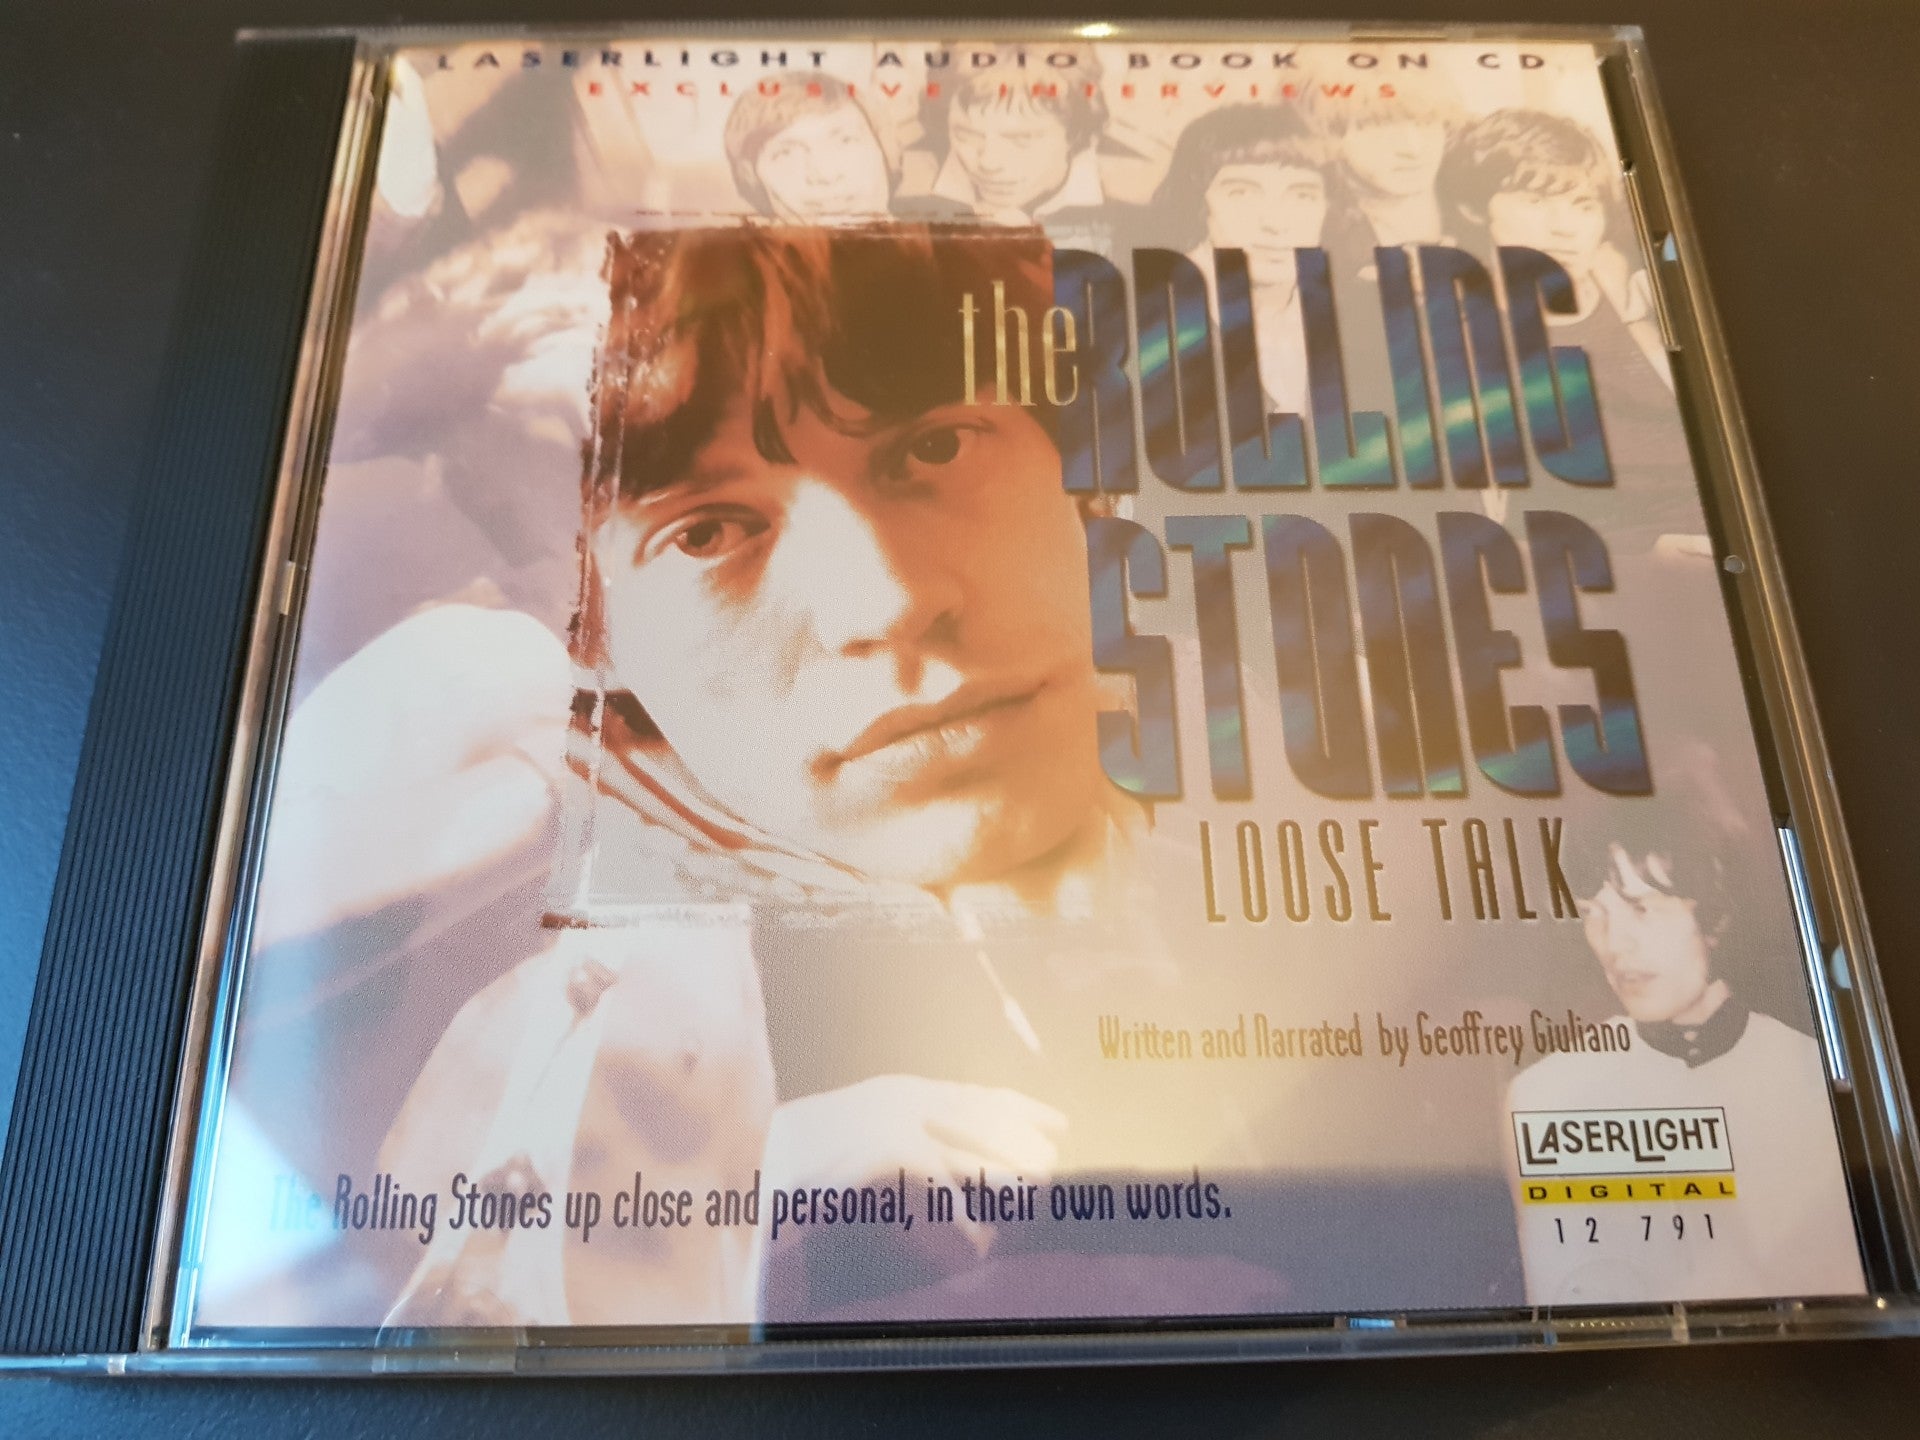 LASERLIGHT AUDIO BOOK ON CD
EXCLUSIVE INTERVIEWS
the ROLLING
STONES
LOOSE TALK
Written and Narrated by Geoffrey Giuliano
LASERLIGHT
DIGITAL
12 791
The Rolling Stones up close and personal, in their own words.